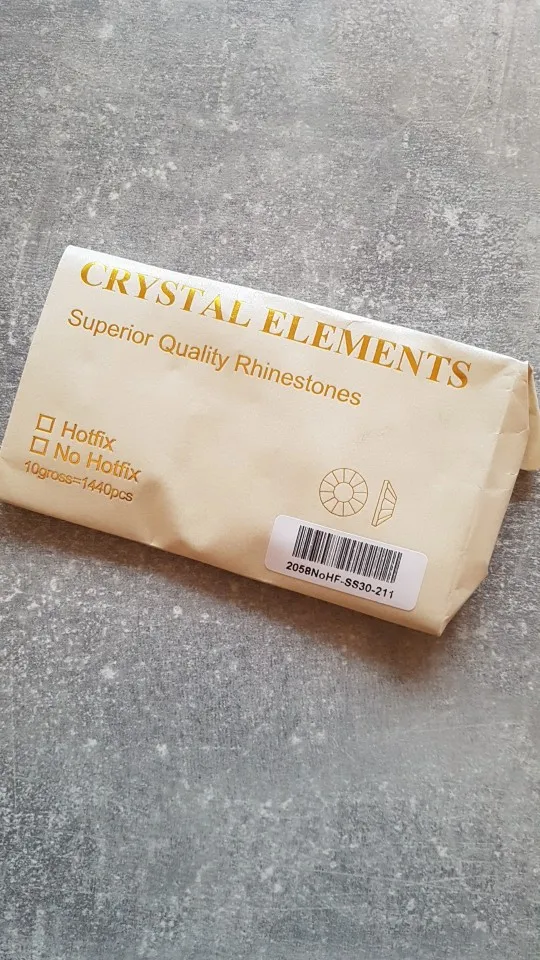 CRYSTAL ELEMENTS
Superior Quality Rhinestones
Hotfix
No Hotfix
10gross=1440pcs
2058NoHF-SS30-211